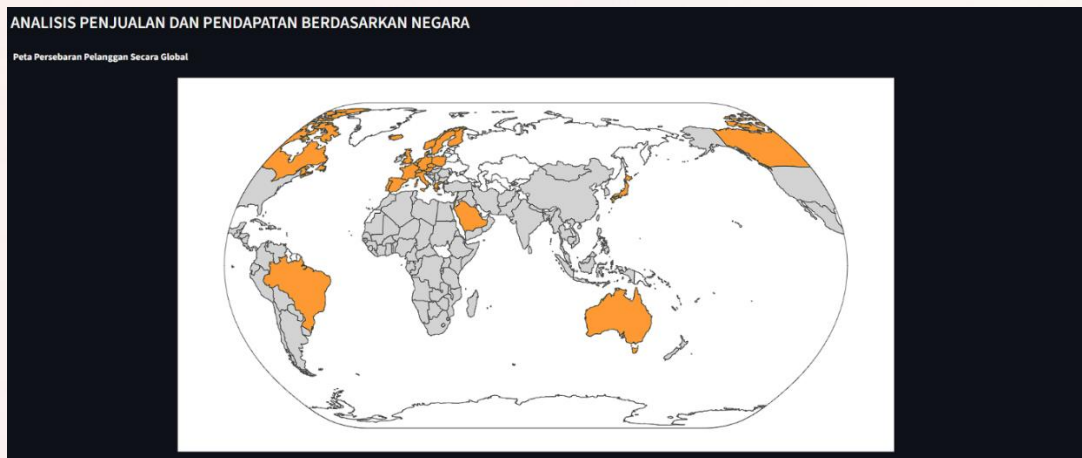 ANALISIS PENJUALAN DAN PENDAPATAN BERDASARKAN NEGARA
Peta Persebaran Pelanggan Secara Global